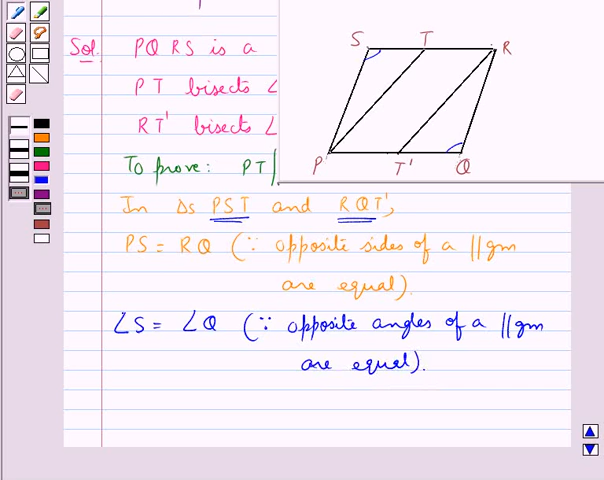 Sol. PQRS is a
PT bisects ∠
RT' bisects ∠
To prove: PT |
In Δs PST and RQT',
PS = RQ (∵ opposite sides of a ||gm
are equal).
∠S = ∠Q (∵ opposite angles of a ||gm
are equal).
S T R
P T' Q